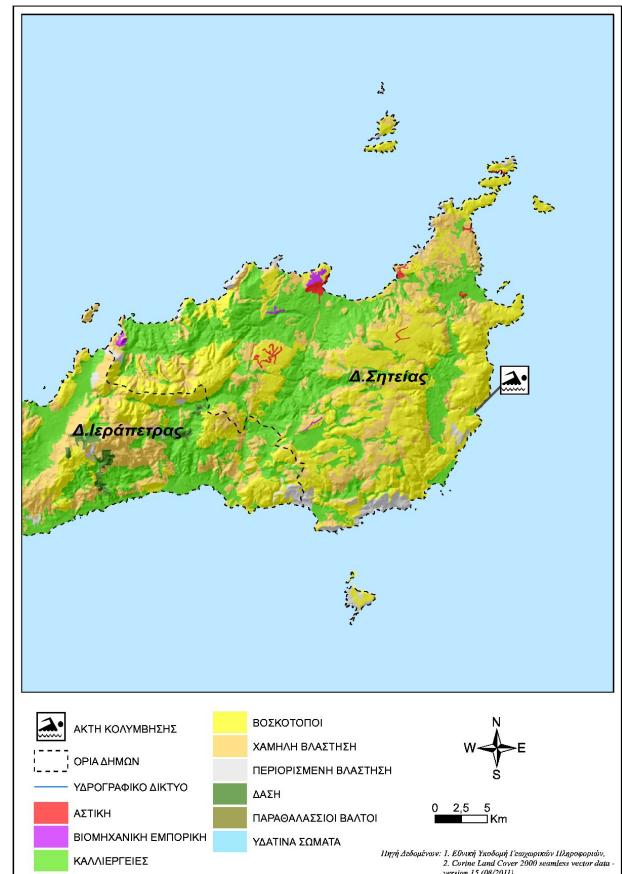 Δ.Σητείας
Δ.Ιεράπετρας
ΑΚΤΗ ΚΟΛΥΜΒΗΣΗΣ
ΟΡΙΑ ΔΗΜΩΝ
ΥΔΡΟΓΡΑΦΙΚΟ ΔΙΚΤΥΟ
ΑΣΤΙΚΗ
ΒΙΟΜΗΧΑΝΙΚΗ ΕΜΠΟΡΙΚΗ
ΚΑΛΛΙΕΡΓΕΙΕΣ
ΒΟΣΚΟΤΟΠΟΙ
ΧΑΜΗΛΗ ΒΛΑΣΤΗΣΗ
ΠΕΡΙΟΡΙΣΜΕΝΗ ΒΛΑΣΤΗΣΗ
ΔΑΣΗ
ΠΑΡΑΘΑΛΑΣΣΙΟΙ ΒΑΛΤΟΙ
ΥΔΑΤΙΝΑ ΣΩΜΑΤΑ
N
W E
S
0 2,5 5
Km
Πηγή Δεδομένων: 1. Εθνική Υποδομή Γεωχωρικών Πληροφοριών,
2. Corine Land Cover 2000 seamless vector data -
version 15 (08/2011)